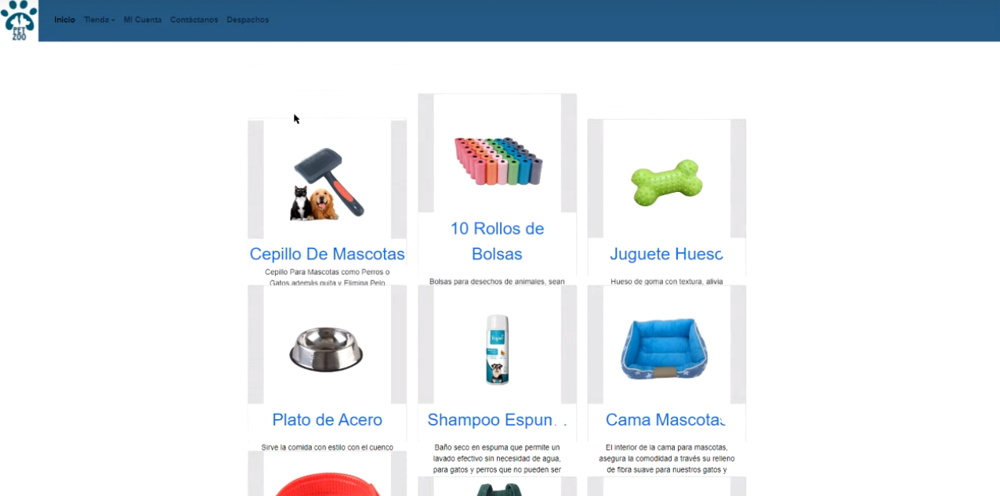 PET
ZOO
Inicio Tienda Mi Cuenta Contáctanos Despachos
10 Rollos de
Bolsas
Cepillo De Mascotas
Juguete Hueso
Cepillo Para Mascotas como Perros o
Gatos además quita y Elimina Pelo
Bolsas para desechos de animales, sean
Hueso de goma con textura, alivia
Plato de Acero
Shampoo Espun. .
Cama Mascotas
Sirve la comida con estilo con el cuenco
Baño seco en espuma que permite un
lavado efectivo sin necesidad de agua,
para gatos y perros que no pueden ser
El interior de la cama para mascotas,
asegura la comodidad a través su relleno
de fibra suave para nuestros gatos y